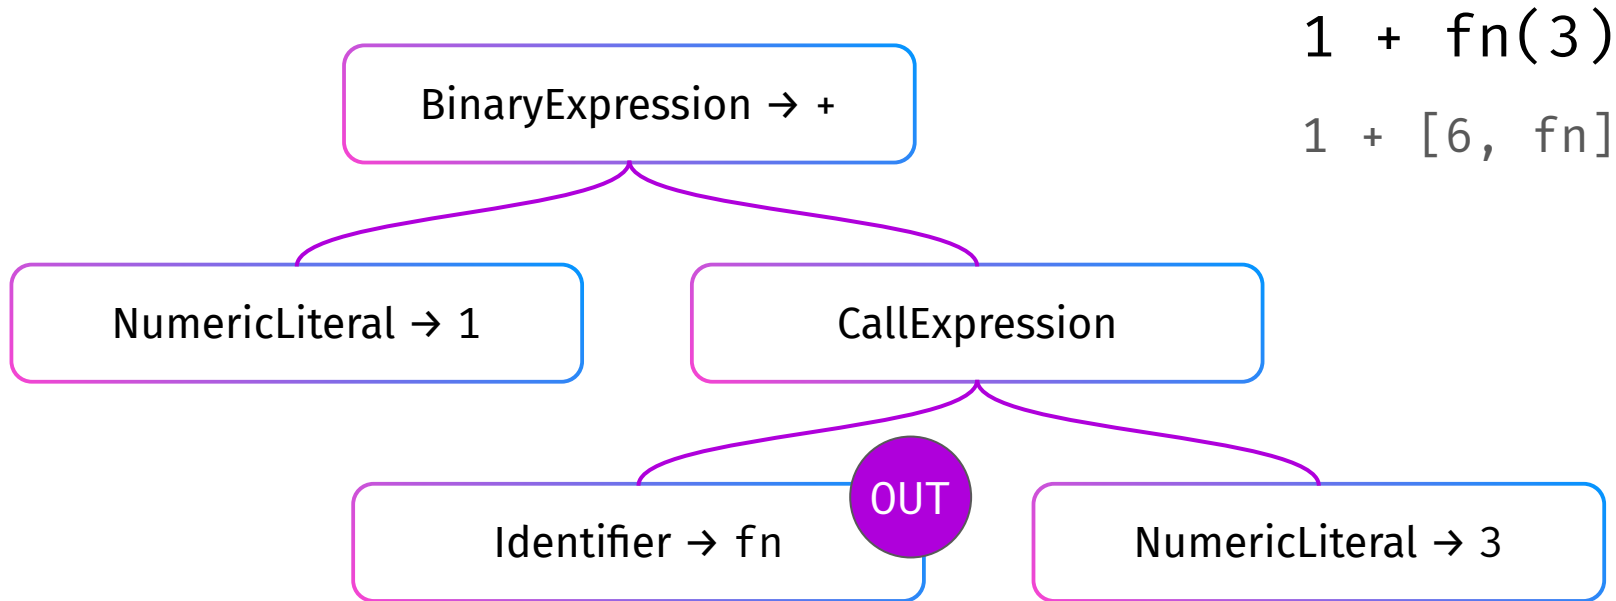 1 + fn(3)
1 + [6, fn]
BinaryExpression → +
NumericLiteral → 1
CallExpression
OUT
Identifier → fn
NumericLiteral → 3